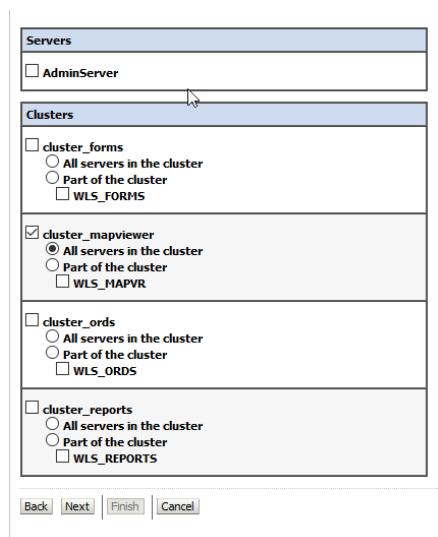 Servers
AdminServer
Clusters
cluster_forms
All servers in the cluster
Part of the cluster
WLS_FORMS
cluster_mapviewer
All servers in the cluster
Part of the cluster
WLS_MAPVR
cluster_ords
All servers in the cluster
Part of the cluster
WLS_ORDS
cluster_reports
All servers in the cluster
Part of the cluster
WLS_REPORTS
Back Next Finish Cancel